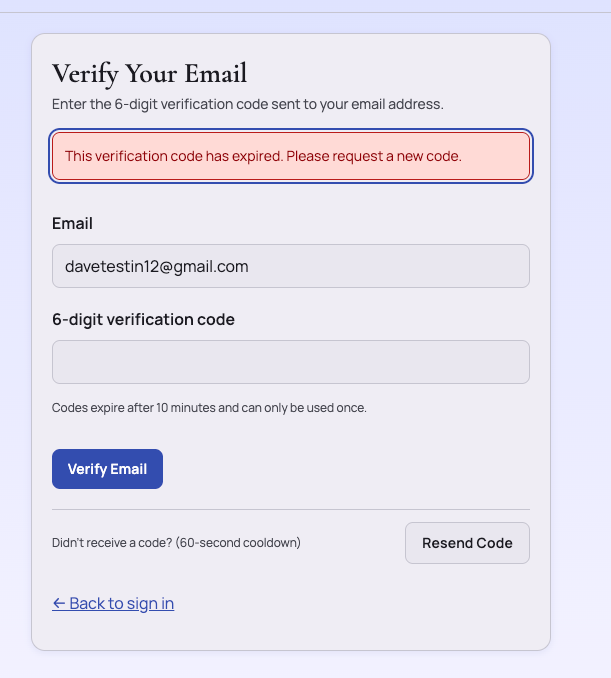 Verify Your Email
Enter the 6-digit verification code sent to your email address.
This verification code has expired. Please request a new code.
Email
davetestin12@gmail.com
6-digit verification code
Codes expire after 10 minutes and can only be used once.
Verify Email
Didn't receive a code? (60-second cooldown)
Resend Code
← Back to sign in